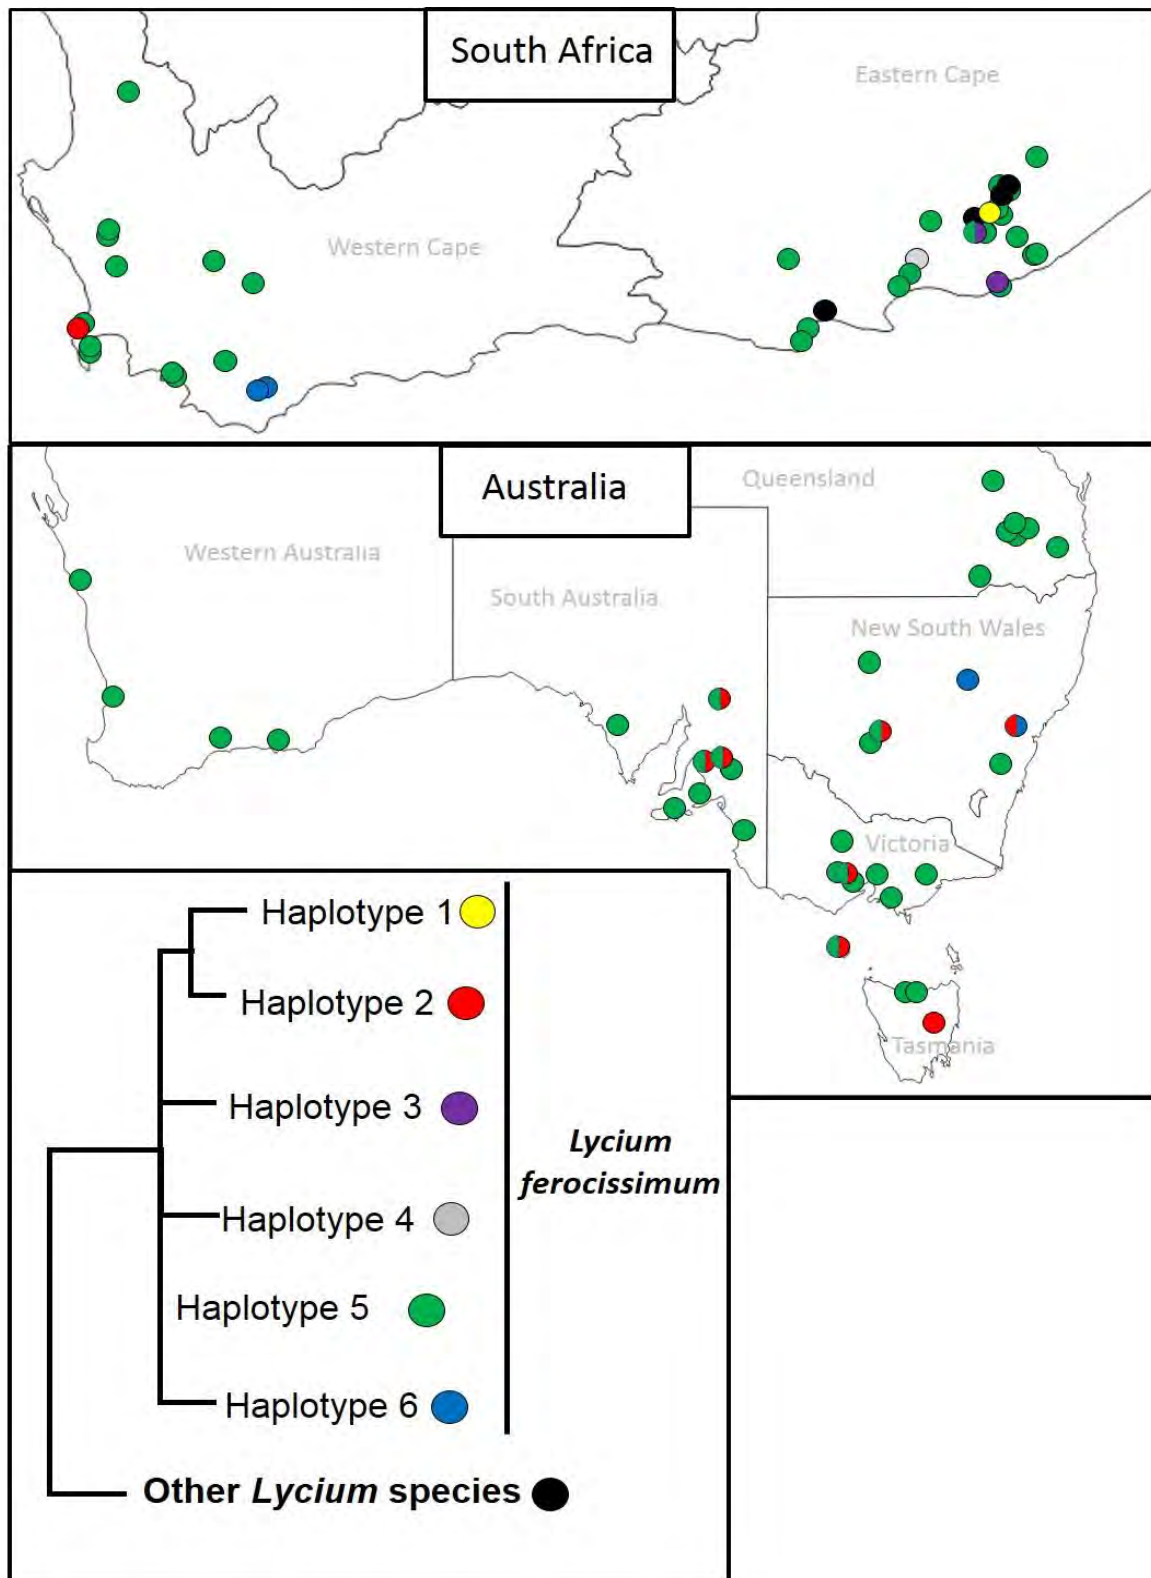 South Africa
Eastern Cape
Western Cape
Australia
Queensland
Western Australia
South Australia
New South Wales
Victoria
Tasmania
Haplotype 1
Haplotype 2
Haplotype 3
Haplotype 4
Haplotype 5
Haplotype 6
Lycium
ferocissimum
Other Lycium species